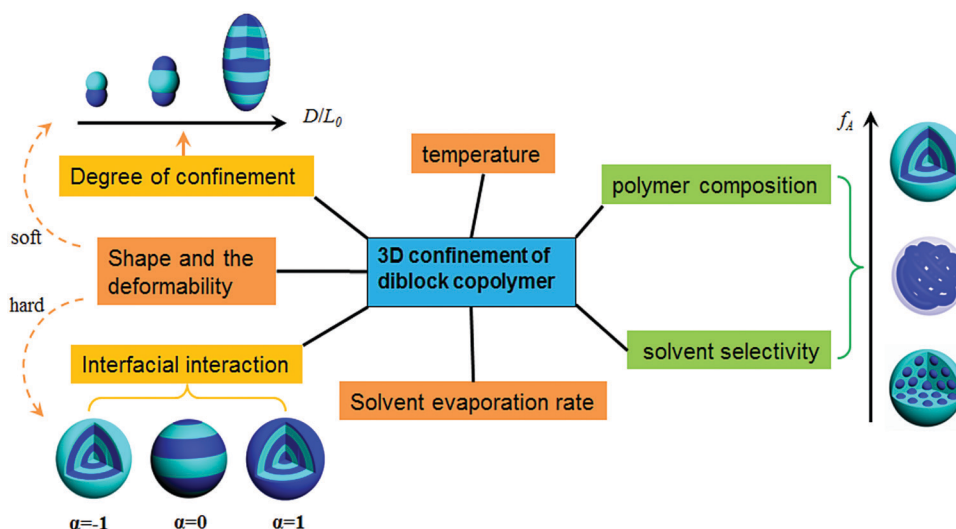 D/L₀
f_A
temperature
Degree of confinement
polymer composition
soft
Shape and the
deformability
3D confinement of
diblock copolymer
hard
Interfacial interaction
solvent selectivity
Solvent evaporation rate
α=-1 α=0 α=1